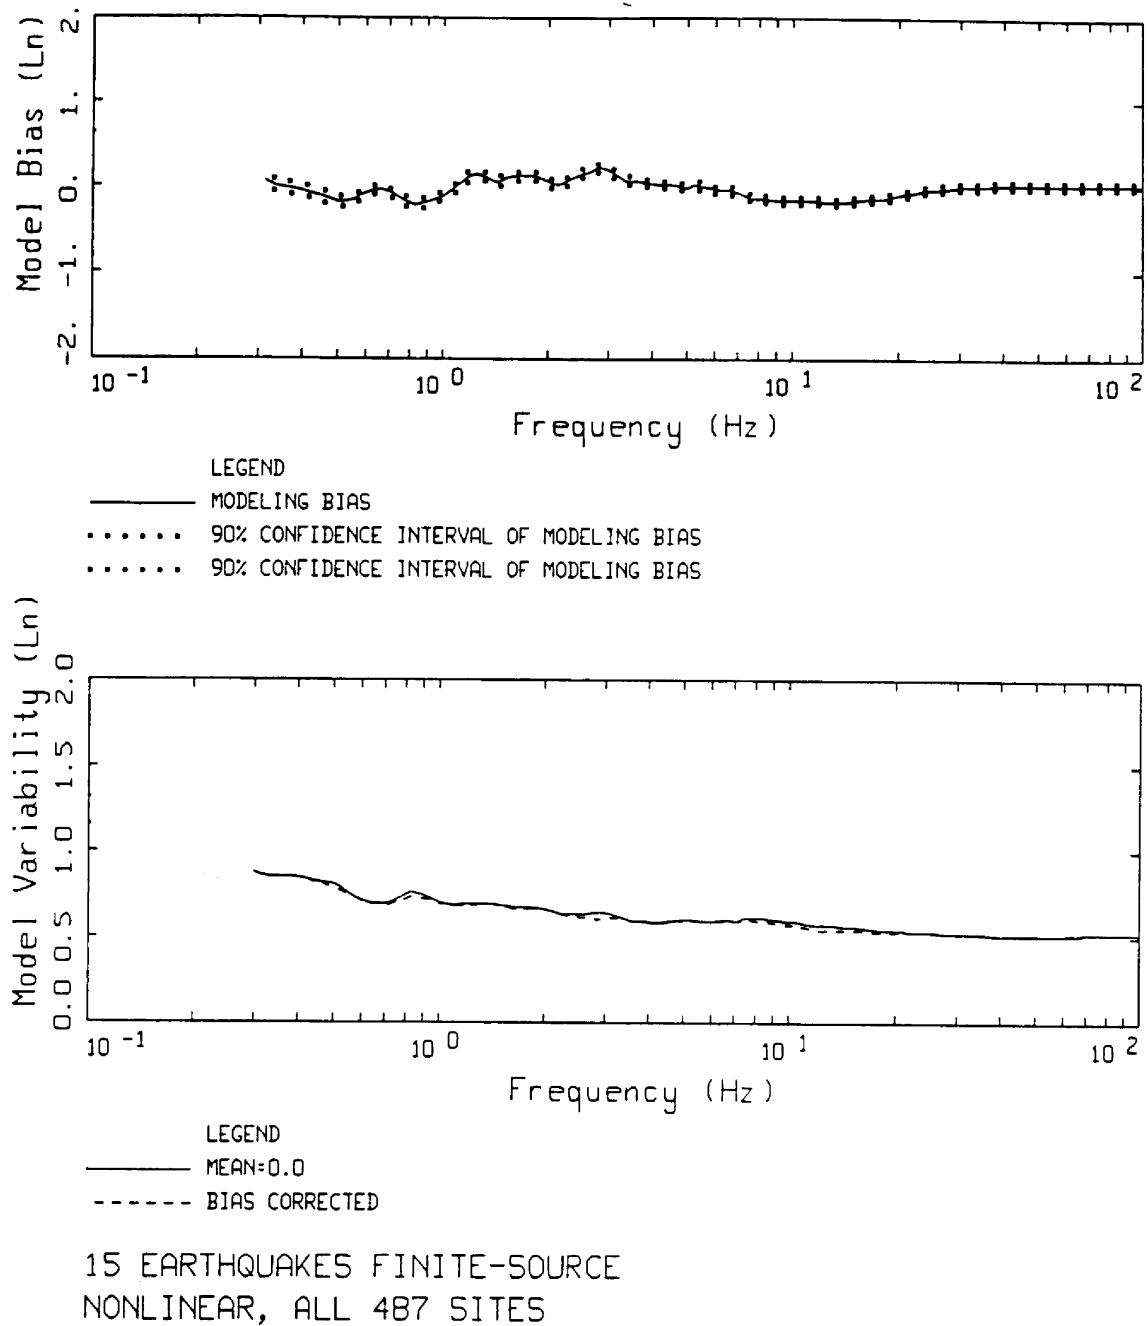 Model Bias (Ln)
2.
1.
0.
-1.
-2.
10 -1
10 0
10 1
10 2
Frequency (Hz)
LEGEND
MODELING BIAS
90% CONFIDENCE INTERVAL OF MODELING BIAS
90% CONFIDENCE INTERVAL OF MODELING BIAS
Model Variability (Ln)
2.0
1.5
1.0
0.5
0.0
10 -1
10 0
10 1
10 2
Frequency (Hz)
LEGEND
MEAN=0.0
BIAS CORRECTED
15 EARTHQUAKES FINITE-SOURCE
NONLINEAR, ALL 487 SITES